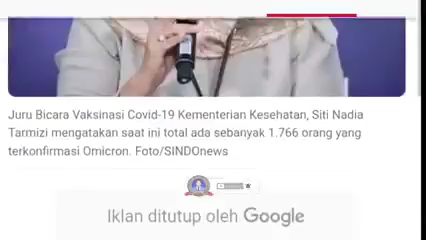 Juru Bicara Vaksinasi Covid-19 Kementerian Kesehatan, Siti Nadia
Tarmizi mengatakan saat ini total ada sebanyak 1.766 orang yang
terkonfirmasi Omicron. Foto/SINDOnews
Iklan ditutup oleh Google